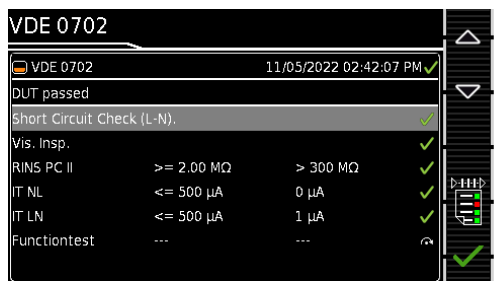 VDE 0702
VDE 0702 11/05/2022 02:42:07 PM
DUT passed
Short Circuit Check (L-N).
Vis. Insp.
RINS PC II >= 2.00 MΩ > 300 MΩ
IT NL <= 500 µA 0 µA
IT LN <= 500 µA 1 µA
Functiontest --- ---